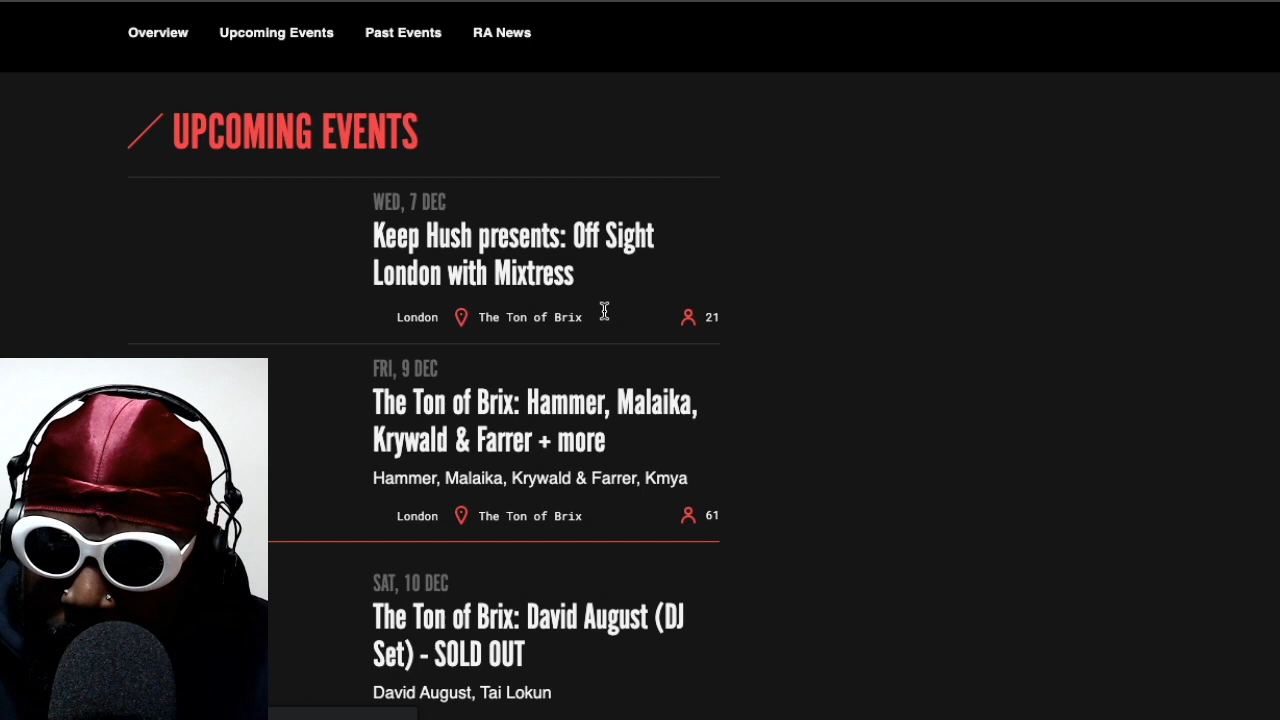 Overview Upcoming Events Past Events RA News
UPCOMING EVENTS
WED, 7 DEC
Keep Hush presents: Off Sight
London with Mixtress
London The Ton of Brix 21
FRI, 9 DEC
The Ton of Brix: Hammer, Malaika,
Krywald & Farrer + more
Hammer, Malaika, Krywald & Farrer, Kmya
London The Ton of Brix 61
SAT, 10 DEC
The Ton of Brix: David August (DJ
Set) - SOLD OUT
David August, Tai Lokun